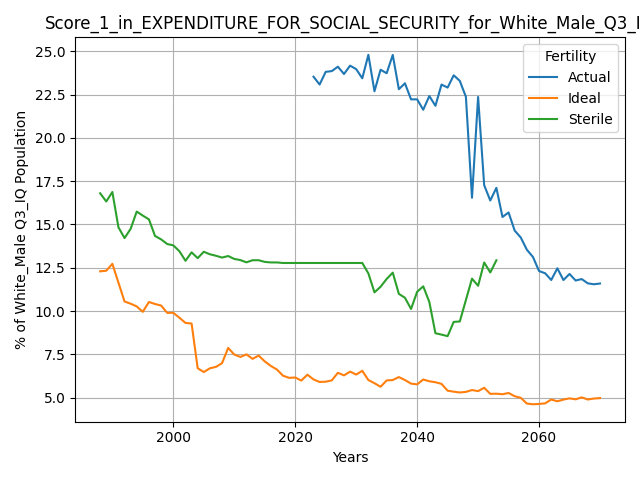 Score_1_in_EXPENDITURE_FOR_SOCIAL_SECURITY_for_White_Male_Q3_I
Fertility
Actual
Ideal
Sterile
% of White_Male Q3_IQ Population
25.0
22.5
20.0
17.5
15.0
12.5
10.0
7.5
5.0
2000 2020 2040 2060
Years